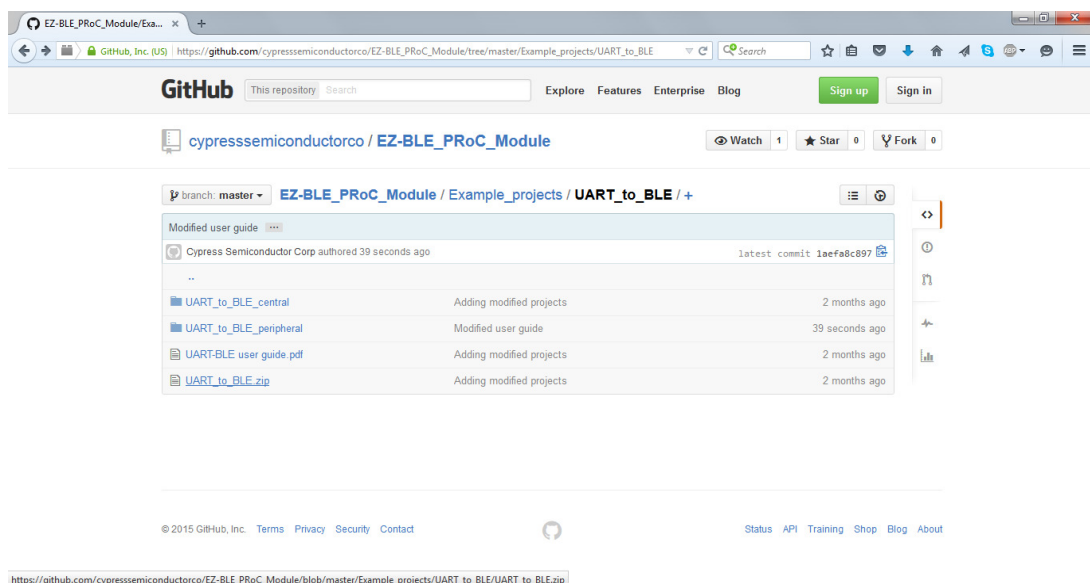 EZ-BLE_PRoC_Module/Exa... × +
GitHub, Inc. (US) https://github.com/cypresssemiconductorco/EZ-BLE_PRoC_Module/tree/master/Example_projects/UART_to_BLE Search ABP
GitHub This repository Search Explore Features Enterprise Blog Sign up Sign in
cypresssemiconductorco / EZ-BLE_PRoC_Module Watch 1 Star 0 Fork 0
branch: master EZ-BLE_PRoC_Module / Example_projects / UART_to_BLE / +
Modified user guide ...
Cypress Semiconductor Corp authored 39 seconds ago latest commit 1aefa8c897
..
UART_to_BLE_central Adding modified projects 2 months ago
UART_to_BLE_peripheral Modified user guide 39 seconds ago
UART-BLE user guide.pdf Adding modified projects 2 months ago
UART_to_BLE.zip Adding modified projects 2 months ago
© 2015 GitHub, Inc. Terms Privacy Security Contact Status API Training Shop Blog About
https://github.com/cypresssemiconductorco/EZ-BLE_PRoC_Module/blob/master/Example_projects/UART_to_BLE/UART_to_BLE.zip